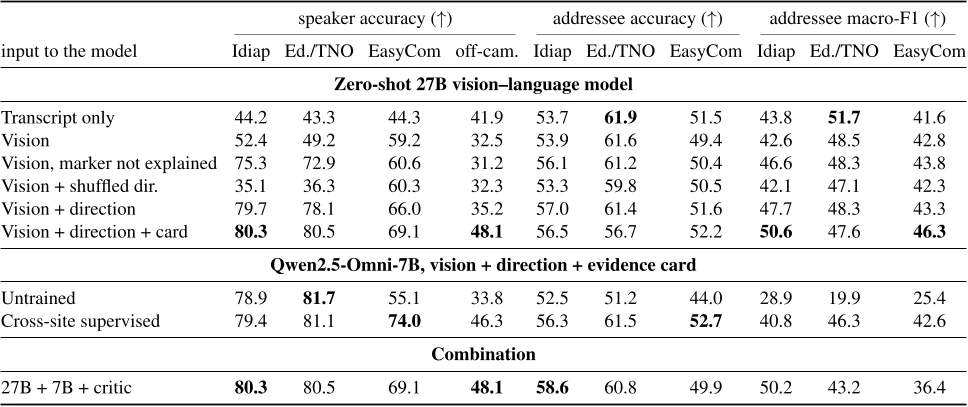 speaker accuracy (↑) addressee accuracy (↑) addressee macro-F1 (↑)
input to the model Idiap Ed./TNO EasyCom off-cam. Idiap Ed./TNO EasyCom Idiap Ed./TNO EasyCom
Zero-shot 27B vision–language model
Transcript only 44.2 43.3 44.3 41.9 53.7 61.9 51.5 43.8 51.7 41.6
Vision 52.4 49.2 59.2 32.5 53.9 61.6 49.4 42.6 48.5 42.8
Vision, marker not explained 75.3 72.9 60.6 31.2 56.1 61.2 50.4 46.6 48.3 43.8
Vision + shuffled dir. 35.1 36.3 60.3 32.3 53.3 59.8 50.5 42.1 47.1 42.3
Vision + direction 79.7 78.1 66.0 35.2 57.0 61.4 51.6 47.7 48.3 43.3
Vision + direction + card 80.3 80.5 69.1 48.1 56.5 56.7 52.2 50.6 47.6 46.3
Qwen2.5-Omni-7B, vision + direction + evidence card
Untrained 78.9 81.7 55.1 33.8 52.5 51.2 44.0 28.9 19.9 25.4
Cross-site supervised 79.4 81.1 74.0 46.3 56.3 61.5 52.7 40.8 46.3 42.6
Combination
27B + 7B + critic 80.3 80.5 69.1 48.1 58.6 60.8 49.9 50.2 43.2 36.4